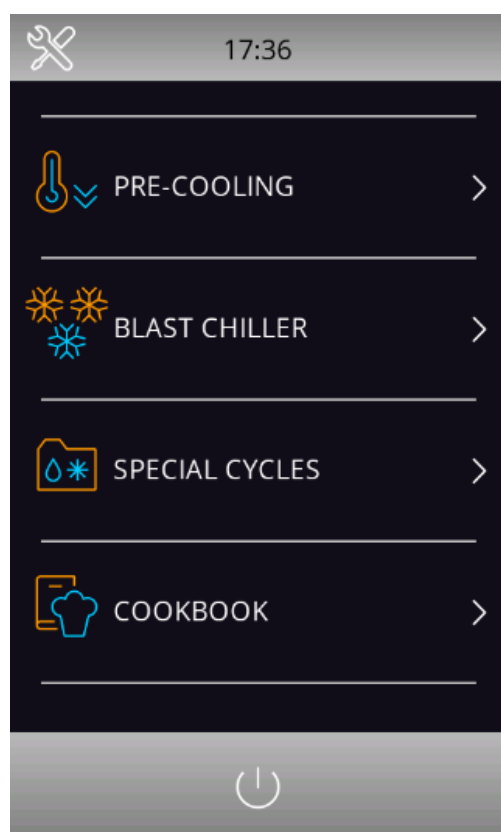 17:36
PRE-COOLING
BLAST CHILLER
SPECIAL CYCLES
COOKBOOK